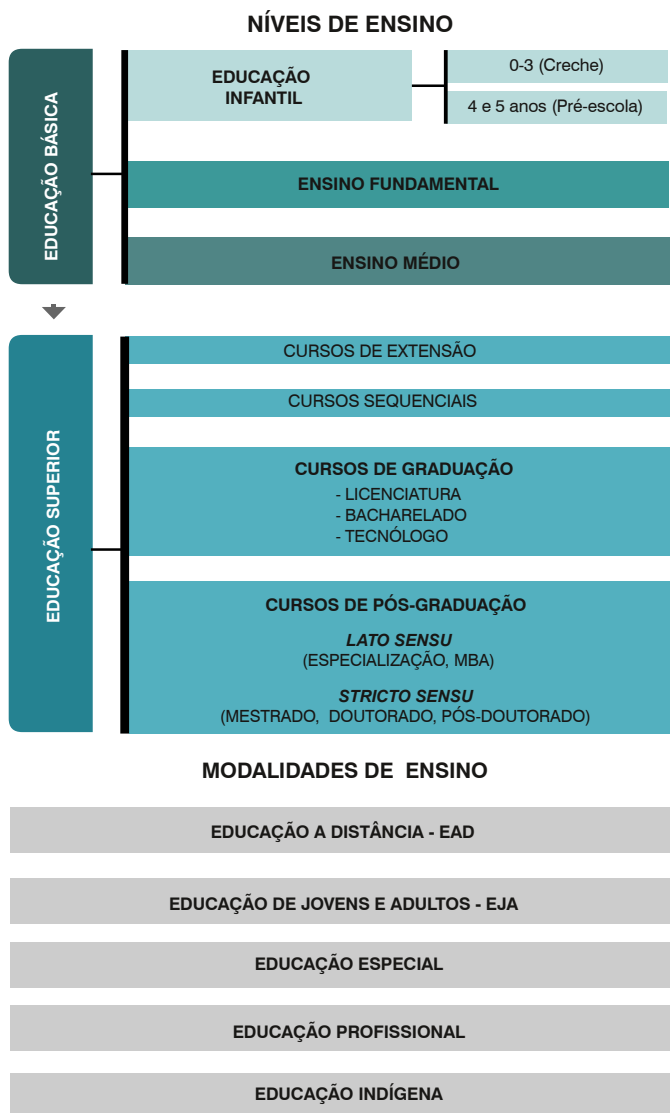 NÍVEIS DE ENSINO
EDUCAÇÃO BÁSICA
EDUCAÇÃO
INFANTIL
0-3 (Creche)
4 e 5 anos (Pré-escola)
ENSINO FUNDAMENTAL
ENSINO MÉDIO
EDUCAÇÃO SUPERIOR
CURSOS DE EXTENSÃO
CURSOS SEQUENCIAIS
CURSOS DE GRADUAÇÃO
- LICENCIATURA
- BACHARELADO
- TECNÓLOGO
CURSOS DE PÓS-GRADUAÇÃO
LATO SENSU
(ESPECIALIZAÇÃO, MBA)
STRICTO SENSU
(MESTRADO, DOUTORADO, PÓS-DOUTORADO)
MODALIDADES DE ENSINO
EDUCAÇÃO A DISTÂNCIA - EAD
EDUCAÇÃO DE JOVENS E ADULTOS - EJA
EDUCAÇÃO ESPECIAL
EDUCAÇÃO PROFISSIONAL
EDUCAÇÃO INDÍGENA